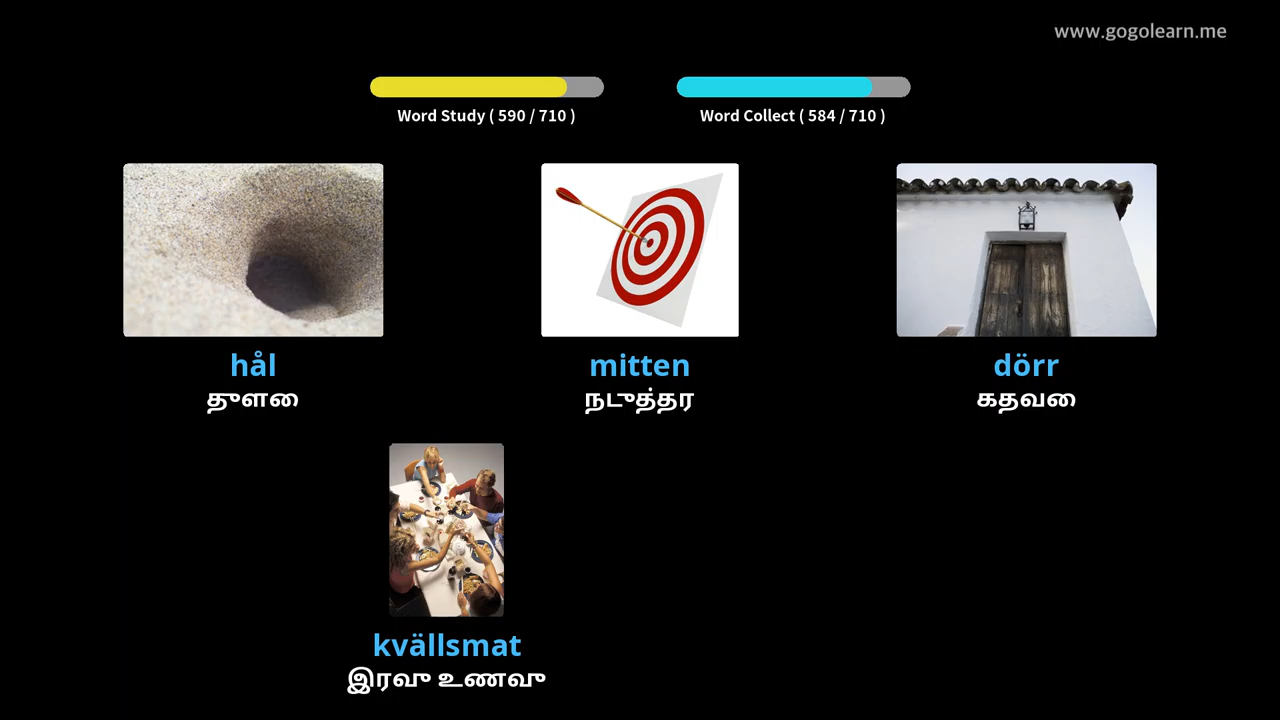 www.gogolearn.me
Word Study ( 590 / 710 )
Word Collect ( 584 / 710 )
hål
துளை
mitten
நடுத்தர
dörr
கதவை
kvällsmat
இரவு உணவு